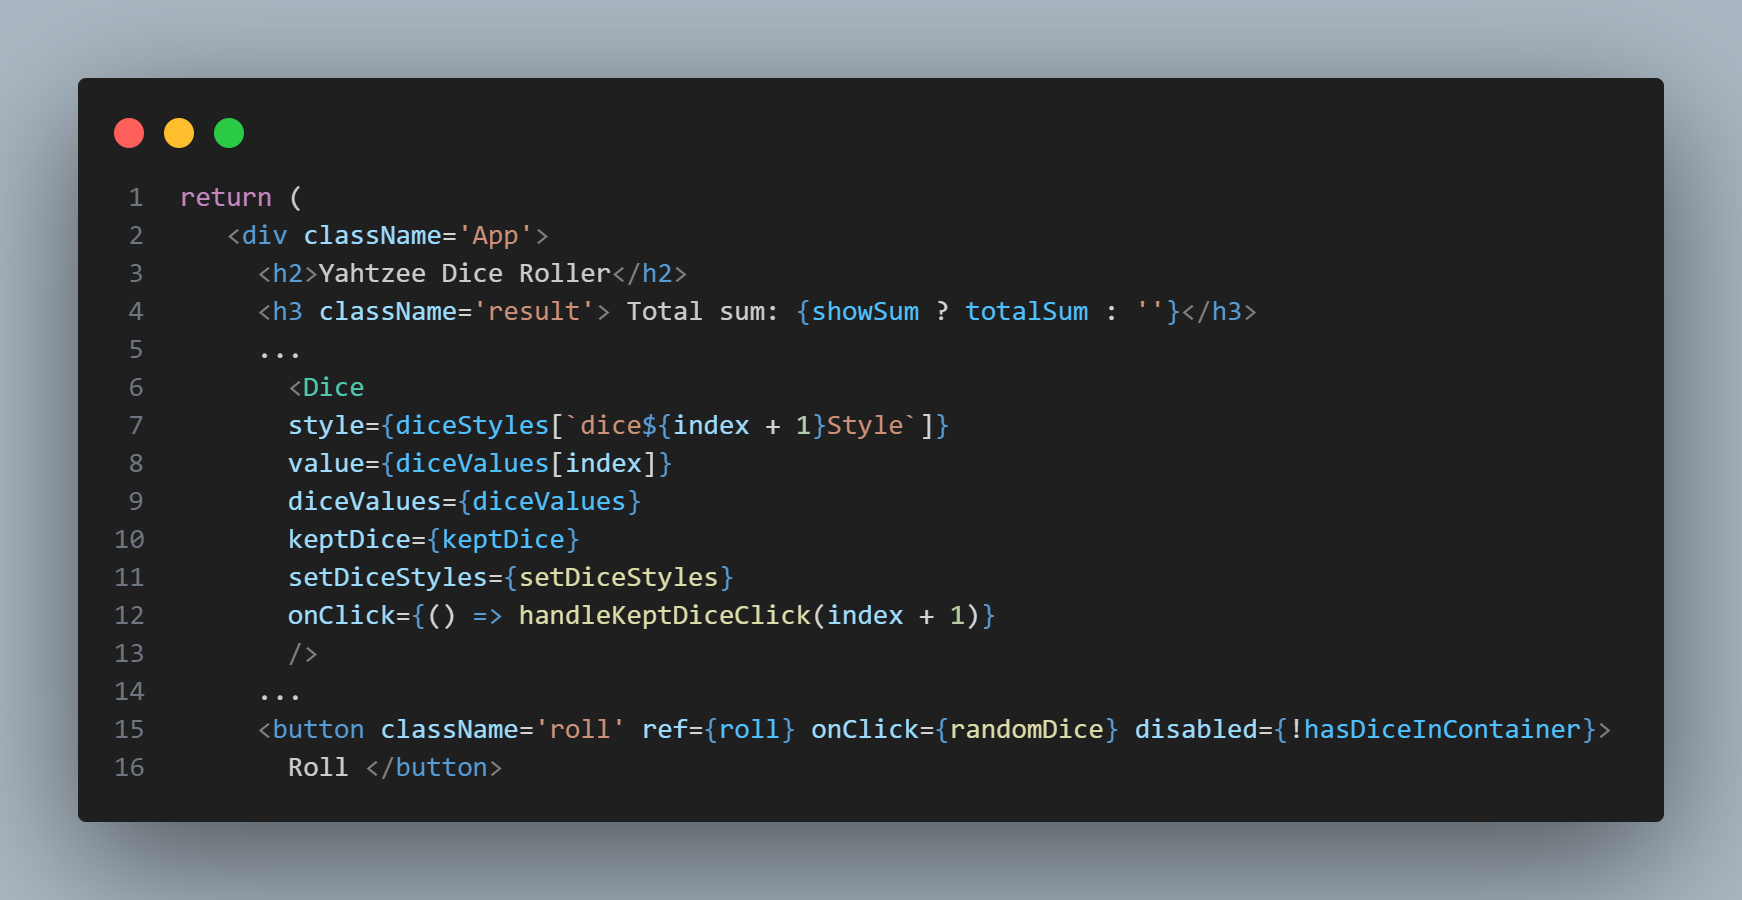 1 return (
2 <div className='App'>
3 <h2>Yahtzee Dice Roller</h2>
4 <h3 className='result'> Total sum: {showSum ? totalSum : ''}</h3>
5 ...
6 <Dice
7 style={diceStyles[`dice${index + 1}Style`]}
8 value={diceValues[index]}
9 diceValues={diceValues}
10 keptDice={keptDice}
11 setDiceStyles={setDiceStyles}
12 onClick={() => handleKeptDiceClick(index + 1)}
13 />
14 ...
15 <button className='roll' ref={roll} onClick={randomDice} disabled={!hasDiceInContainer}>
16 Roll </button>